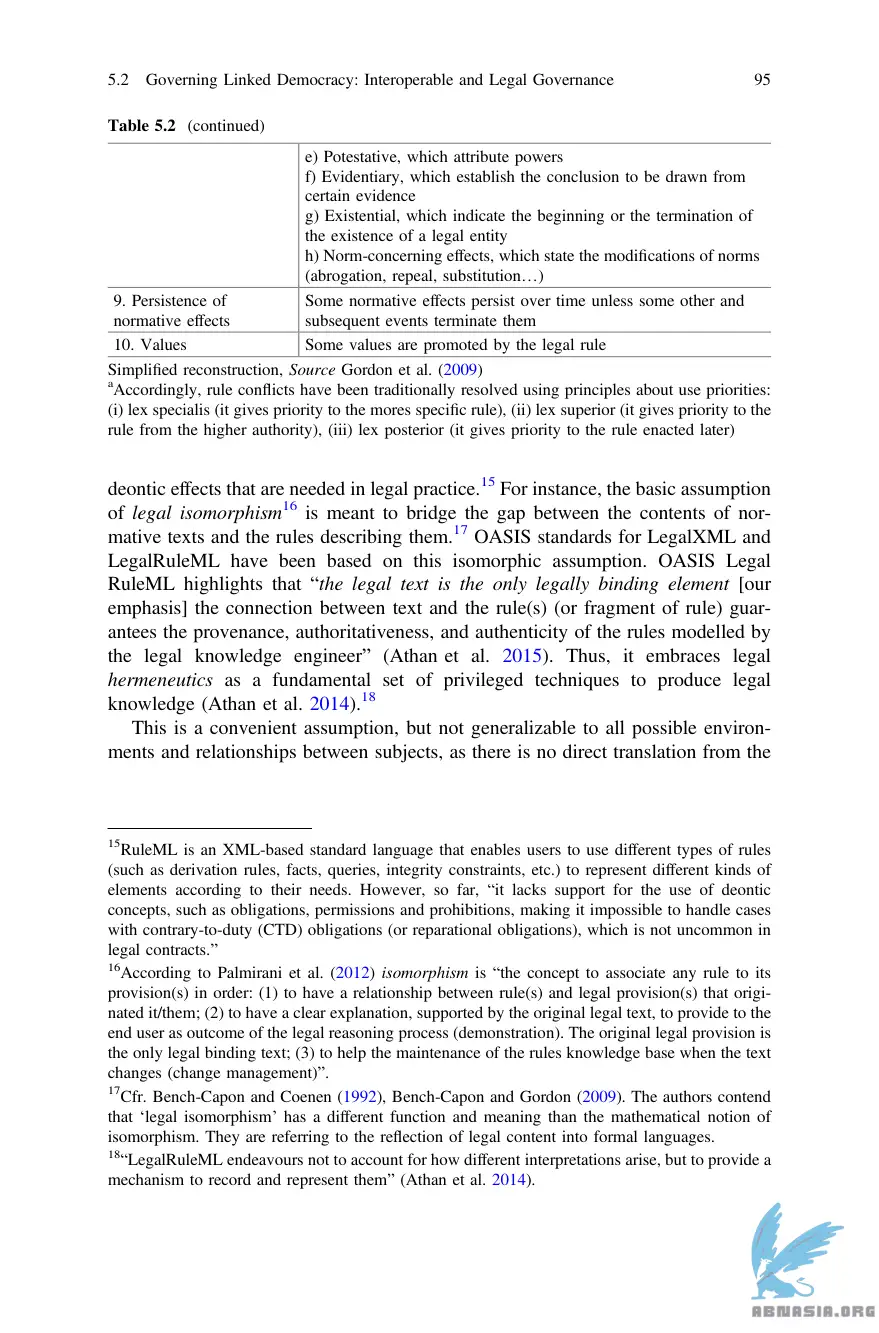 5.2 Governing Linked Democracy: Interoperable and Legal Governance 95
Table 5.2 (continued)
e) Potestative, which attribute powers
f) Evidentiary, which establish the conclusion to be drawn from
certain evidence
g) Existential, which indicate the beginning or the termination of
the existence of a legal entity
h) Norm-concerning effects, which state the modifications of norms
(abrogation, repeal, substitution…)
9. Persistence of
normative effects
Some normative effects persist over time unless some other and
subsequent events terminate them
10. Values
Some values are promoted by the legal rule
Simplified reconstruction, Source Gordon et al. (2009)
aAccordingly, rule conflicts have been traditionally resolved using principles about use priorities:
(i) lex specialis (it gives priority to the mores specific rule), (ii) lex superior (it gives priority to the
rule from the higher authority), (iii) lex posterior (it gives priority to the rule enacted later)
deontic effects that are needed in legal practice.15 For instance, the basic assumption
of legal isomorphism16 is meant to bridge the gap between the contents of nor-
mative texts and the rules describing them.17 OASIS standards for LegalXML and
LegalRuleML have been based on this isomorphic assumption. OASIS Legal
RuleML highlights that “the legal text is the only legally binding element [our
emphasis] the connection between text and the rule(s) (or fragment of rule) guar-
antees the provenance, authoritativeness, and authenticity of the rules modelled by
the legal knowledge engineer” (Athan et al. 2015). Thus, it embraces legal
hermeneutics as a fundamental set of privileged techniques to produce legal
knowledge (Athan et al. 2014).18
This is a convenient assumption, but not generalizable to all possible environ-
ments and relationships between subjects, as there is no direct translation from the
15RuleML is an XML-based standard language that enables users to use different types of rules
(such as derivation rules, facts, queries, integrity constraints, etc.) to represent different kinds of
elements according to their needs. However, so far, “it lacks support for the use of deontic
concepts, such as obligations, permissions and prohibitions, making it impossible to handle cases
with contrary-to-duty (CTD) obligations (or reparational obligations), which is not uncommon in
legal contracts.”
16According to Palmirani et al. (2012) isomorphism is “the concept to associate any rule to its
provision(s) in order: (1) to have a relationship between rule(s) and legal provision(s) that origi-
nated it/them; (2) to have a clear explanation, supported by the original legal text, to provide to the
end user as outcome of the legal reasoning process (demonstration). The original legal provision is
the only legal binding text; (3) to help the maintenance of the rules knowledge base when the text
changes (change management)”.
17Cfr. Bench-Capon and Coenen (1992), Bench-Capon and Gordon (2009). The authors contend
that ‘legal isomorphism’ has a different function and meaning than the mathematical notion of
isomorphism. They are referring to the reflection of legal content into formal languages.
18“LegalRuleML endeavours not to account for how different interpretations arise, but to provide a
mechanism to record and represent them” (Athan et al. 2014).
ABNASIA.ORG